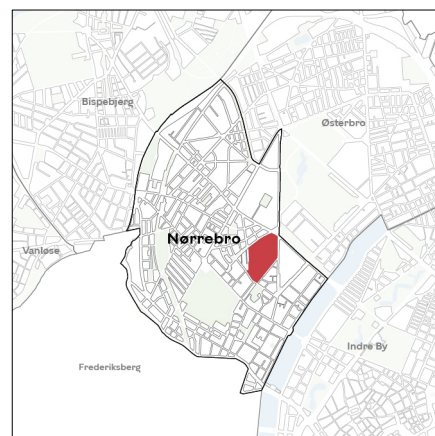 Bispebjerg
Østerbro
Nørrebro
Vanløse
Indre By
Frederiksberg